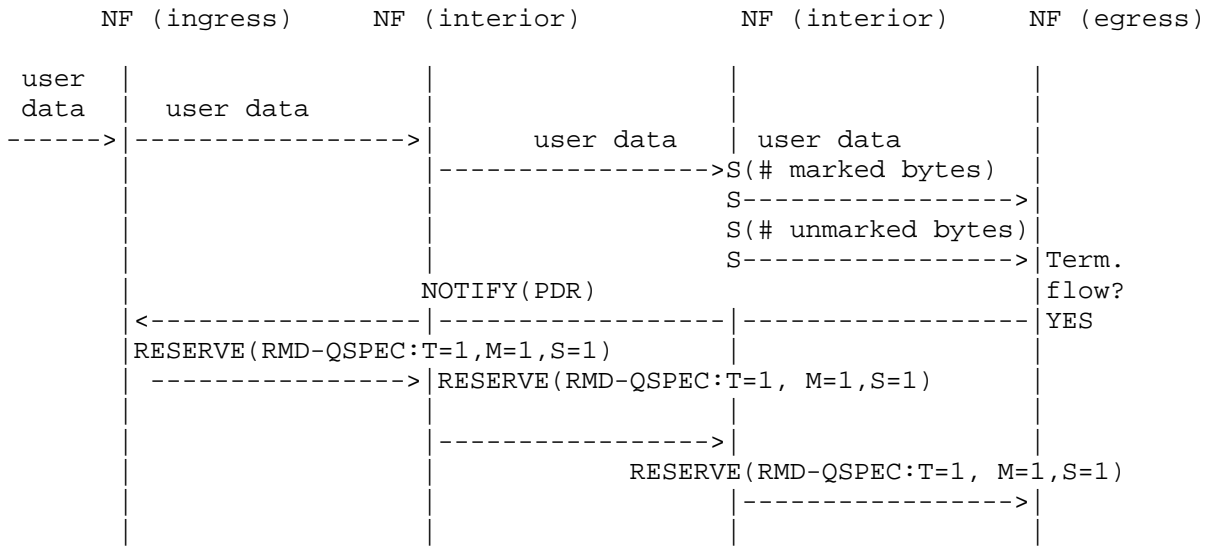 NF (ingress) NF (interior) NF (interior) NF (egress)
user
data user data
user data user data
S(# marked bytes)
S
S(# unmarked bytes)
S Term.
NOTIFY(PDR) flow?
YES
RESERVE(RMD-QSPEC:T=1,M=1,S=1)
RESERVE(RMD-QSPEC:T=1, M=1,S=1)
RESERVE(RMD-QSPEC:T=1, M=1,S=1)